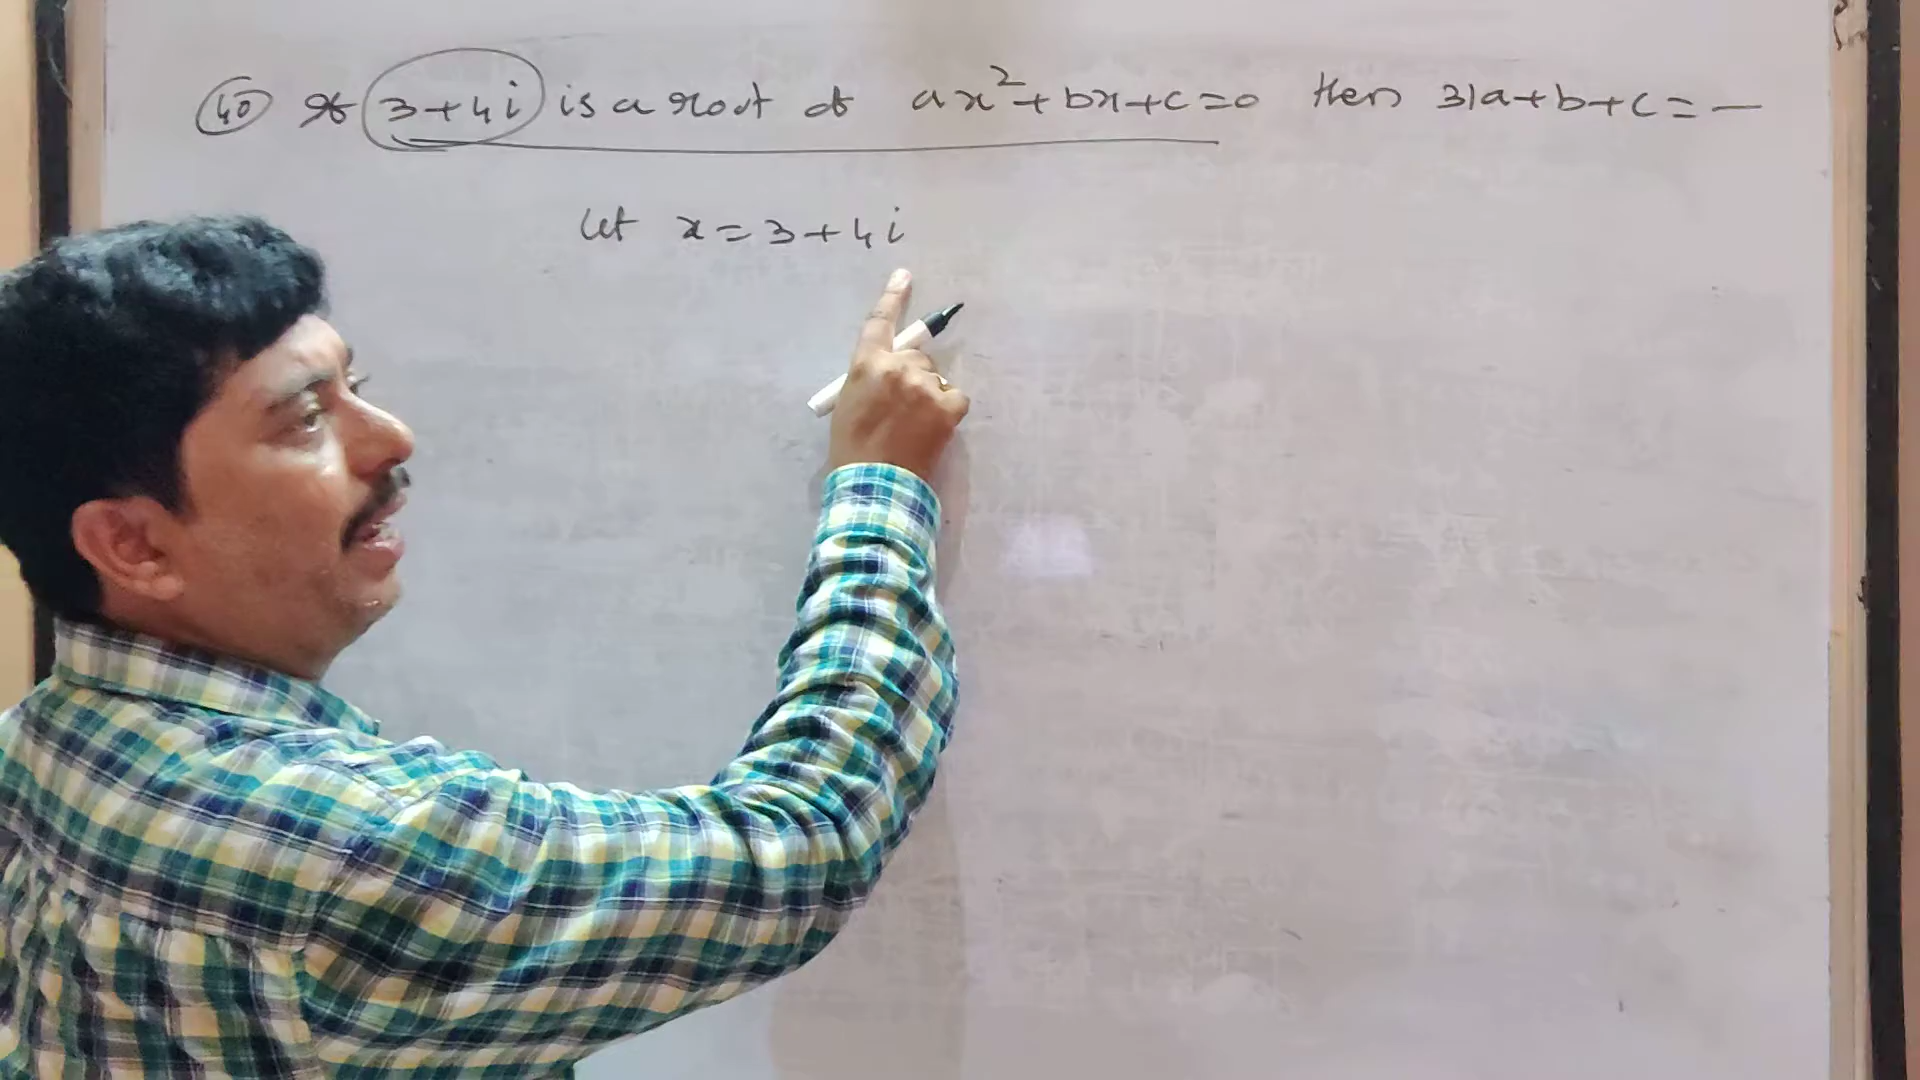 40 If 3+4i is a root of ax²+bx+c=0 then 31a+b+c=—
let x=3+4i